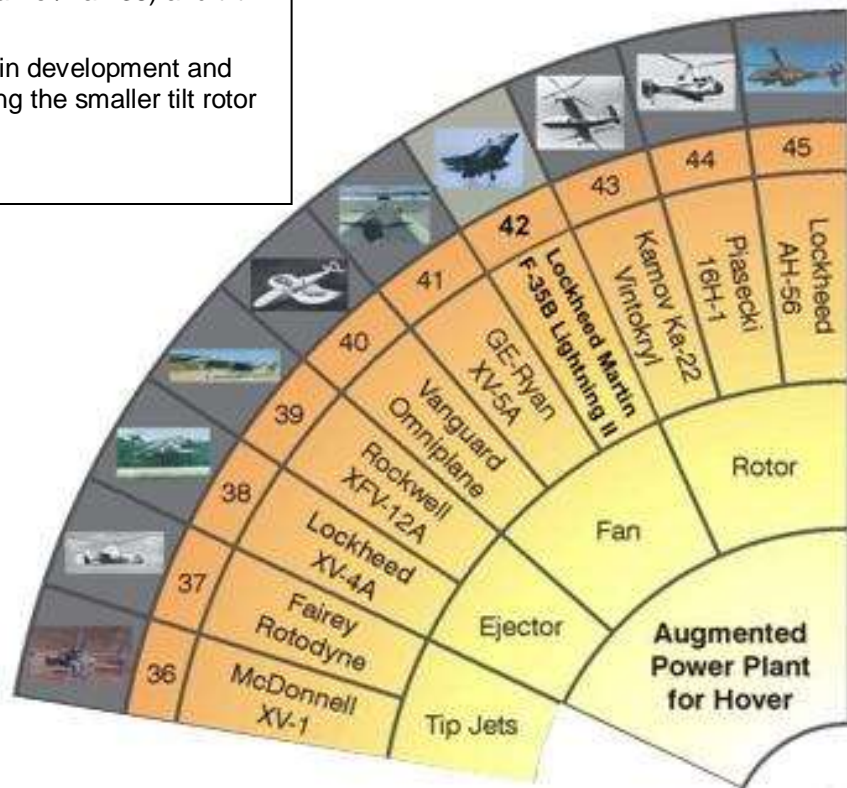 in development and
ng the smaller tilt rotor
45
44
43
42
41
40
39
38
37
36
Lockheed
AH-56
Piasecki
16H-1
Kamov Ka-22
Vintokryl
Lockheed Martin
F-35B Lightning II
GE-Ryan
XV-5A
Vanguard
Omniplane
Rockwell
XFV-12A
Lockheed
XV-4A
Fairey
Rotodyne
McDonnell
XV-1
Rotor
Fan
Ejector
Tip Jets
Augmented
Power Plant
for Hover